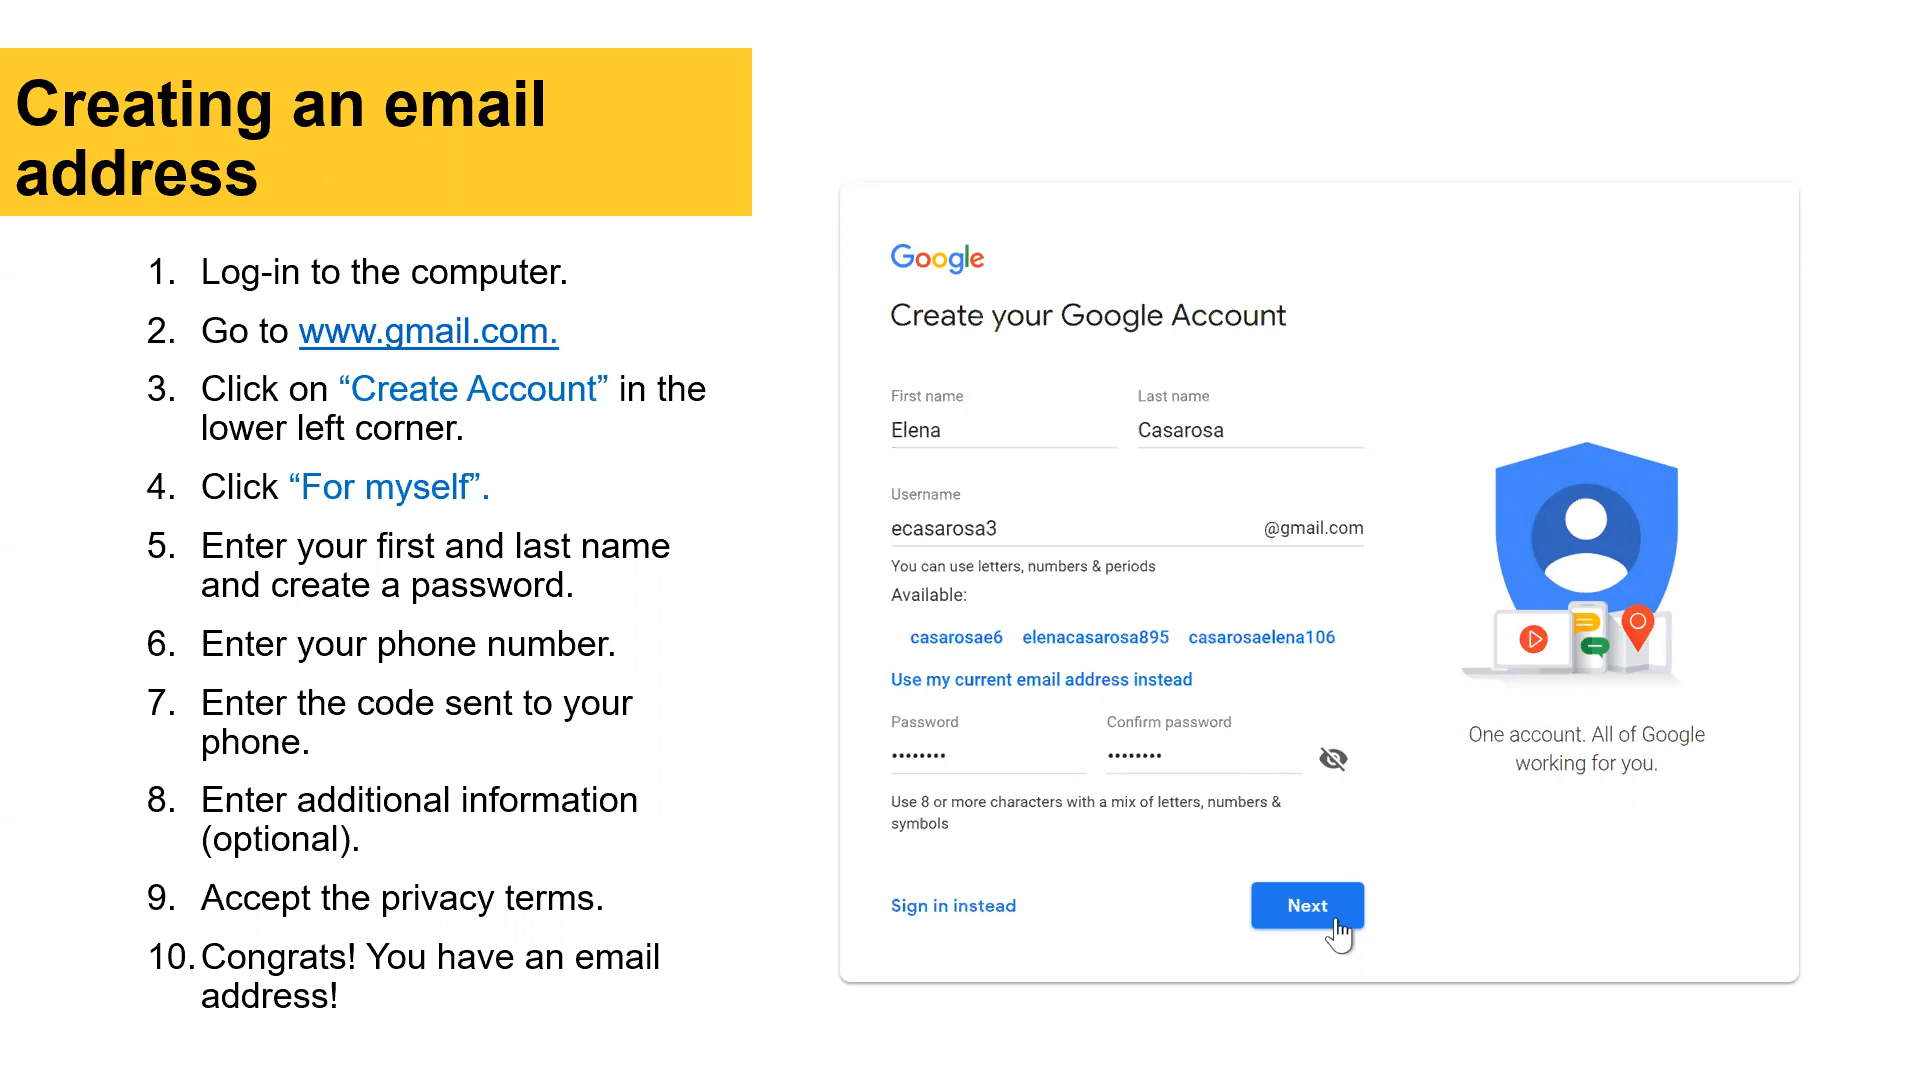 Creating an email
address
1. Log-in to the computer.
2. Go to www.gmail.com.
3. Click on “Create Account” in the
lower left corner.
4. Click “For myself”.
5. Enter your first and last name
and create a password.
6. Enter your phone number.
7. Enter the code sent to your
phone.
8. Enter additional information
(optional).
9. Accept the privacy terms.
10. Congrats! You have an email
address!
Google
Create your Google Account
First name Last name
Elena Casarosa
Username
ecasarosa3 @gmail.com
You can use letters, numbers & periods
Available:
casarosae6 elenacasarosa895 casarosaelena106
Use my current email address instead
Password Confirm password
•••••••• ••••••••
Use 8 or more characters with a mix of letters, numbers &
symbols
Sign in instead Next
One account. All of Google
working for you.